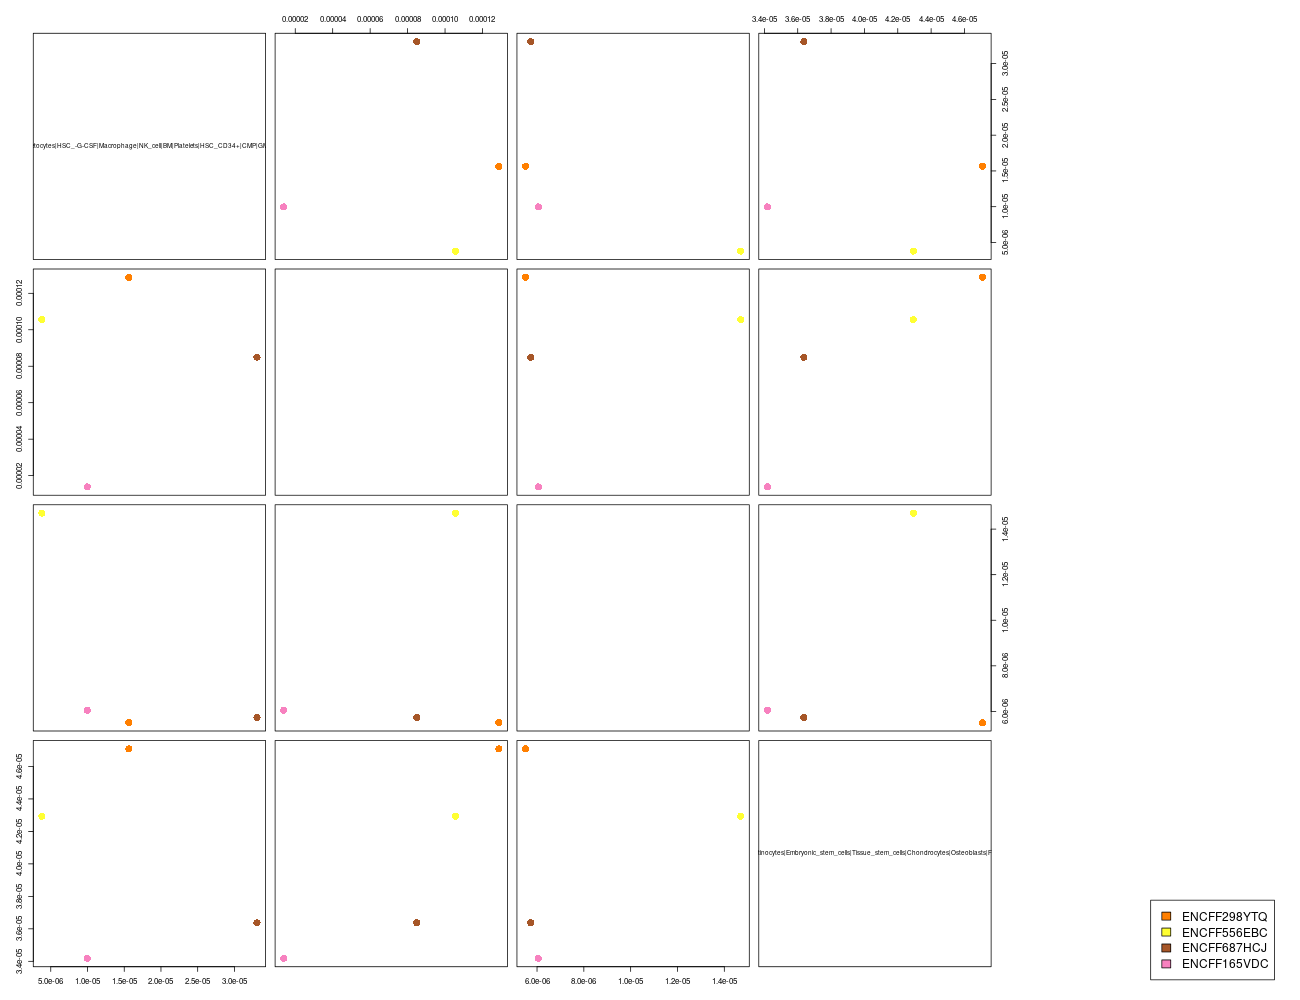 0.00002 0.00004 0.00006 0.00008 0.00010 0.00012
3.4e-05 3.6e-05 3.8e-05 4.0e-05 4.2e-05 4.4e-05 4.6e-05
5.0e-06 1.0e-05 1.5e-05 2.0e-05 2.5e-05 3.0e-05
tocytes|HSC_-G-CSF|Macrophage|NK_cell|BM|Platelets|HSC_CD34+|CMP|G
0.00002 0.00004 0.00006 0.00008 0.00010 0.00012
6.0e-06 8.0e-06 1.0e-05 1.2e-05 1.4e-05
3.4e-05 3.6e-05 3.8e-05 4.0e-05 4.2e-05 4.4e-05 4.6e-05
tinocytes|Embryonic_stem_cells|Tissue_stem_cells|Chondrocytes|Osteoblasts|F
5.0e-06 1.0e-05 1.5e-05 2.0e-05 2.5e-05 3.0e-05
6.0e-06 8.0e-06 1.0e-05 1.2e-05 1.4e-05
ENCFF298YTQ
ENCFF556EBC
ENCFF687HCJ
ENCFF165VDC